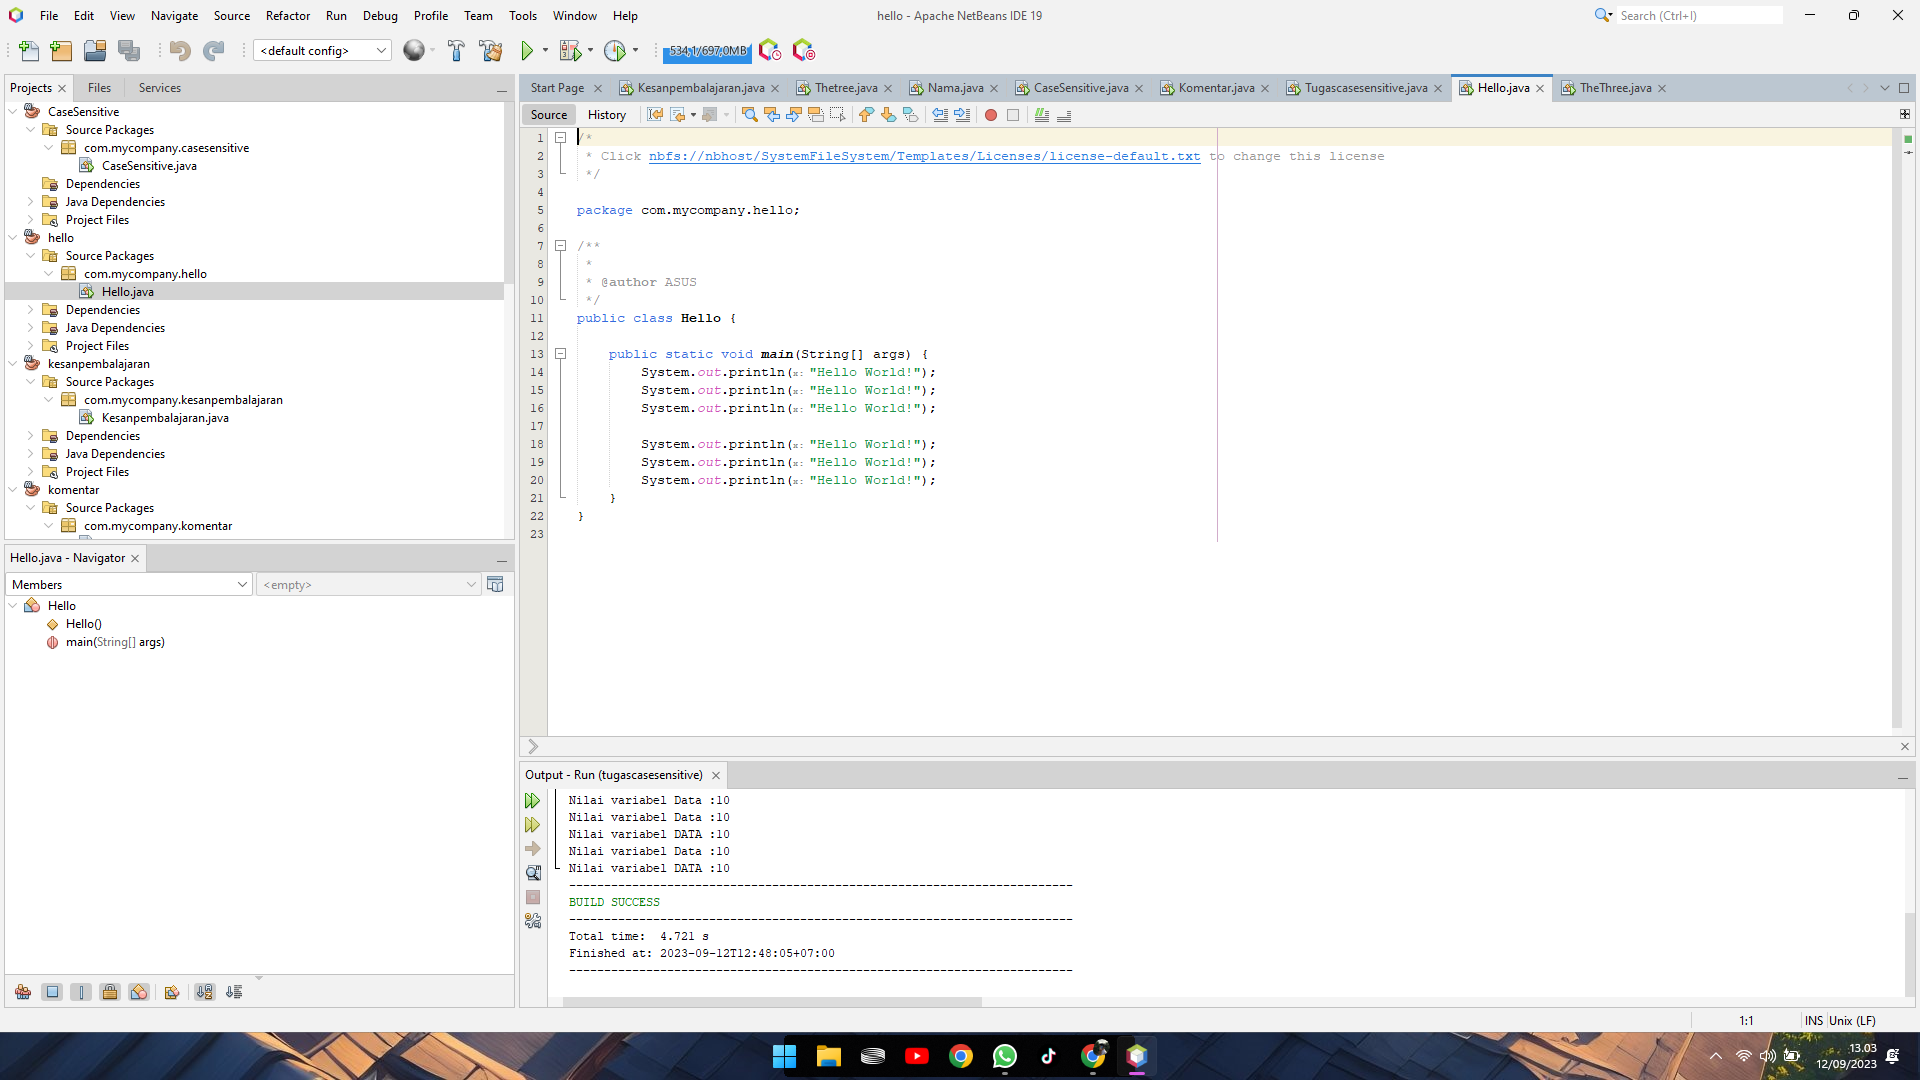 File Edit View Navigate Source Refactor Run Debug Profile Team Tools Window Help
hello - Apache NetBeans IDE 19
Search (Ctrl+I)
<default config>
534,1/697,0MB
Projects Files Services
CaseSensitive
Source Packages
com.mycompany.casesensitive
CaseSensitive.java
Dependencies
Java Dependencies
Project Files
hello
Source Packages
com.mycompany.hello
Hello.java
Dependencies
Java Dependencies
Project Files
kesanpembalajaran
Source Packages
com.mycompany.kesanpembalajaran
Kesanpembalajaran.java
Dependencies
Java Dependencies
Project Files
komentar
Source Packages
com.mycompany.komentar
Hello.java - Navigator
Members
<empty>
Hello
Hello()
main(String[] args)
Start Page Kesanpembalajaran.java Thetree.java Nama.java CaseSensitive.java Komentar.java Tugascasesensitive.java Hello.java TheThree.java
Source History
1 /*
2 * Click nbfs://nbhost/SystemFileSystem/Templates/Licenses/license-default.txt to change this license
3 */
4
5 package com.mycompany.hello;
6
7 /**
8 *
9 * @author ASUS
10 */
11 public class Hello {
12
13 public static void main(String[] args) {
14 System.out.println(x: "Hello World!");
15 System.out.println(x: "Hello World!");
16 System.out.println(x: "Hello World!");
17
18 System.out.println(x: "Hello World!");
19 System.out.println(x: "Hello World!");
20 System.out.println(x: "Hello World!");
21 }
22 }
23
Output - Run (tugascasesensitive)
Nilai variabel Data :10
Nilai variabel Data :10
Nilai variabel DATA :10
Nilai variabel Data :10
Nilai variabel DATA :10
------------------------------------------------------------------------
BUILD SUCCESS
------------------------------------------------------------------------
Total time:  4.721 s
Finished at: 2023-09-12T12:48:05+07:00
------------------------------------------------------------------------
1:1 INS Unix (LF)
13.03
12/09/2023